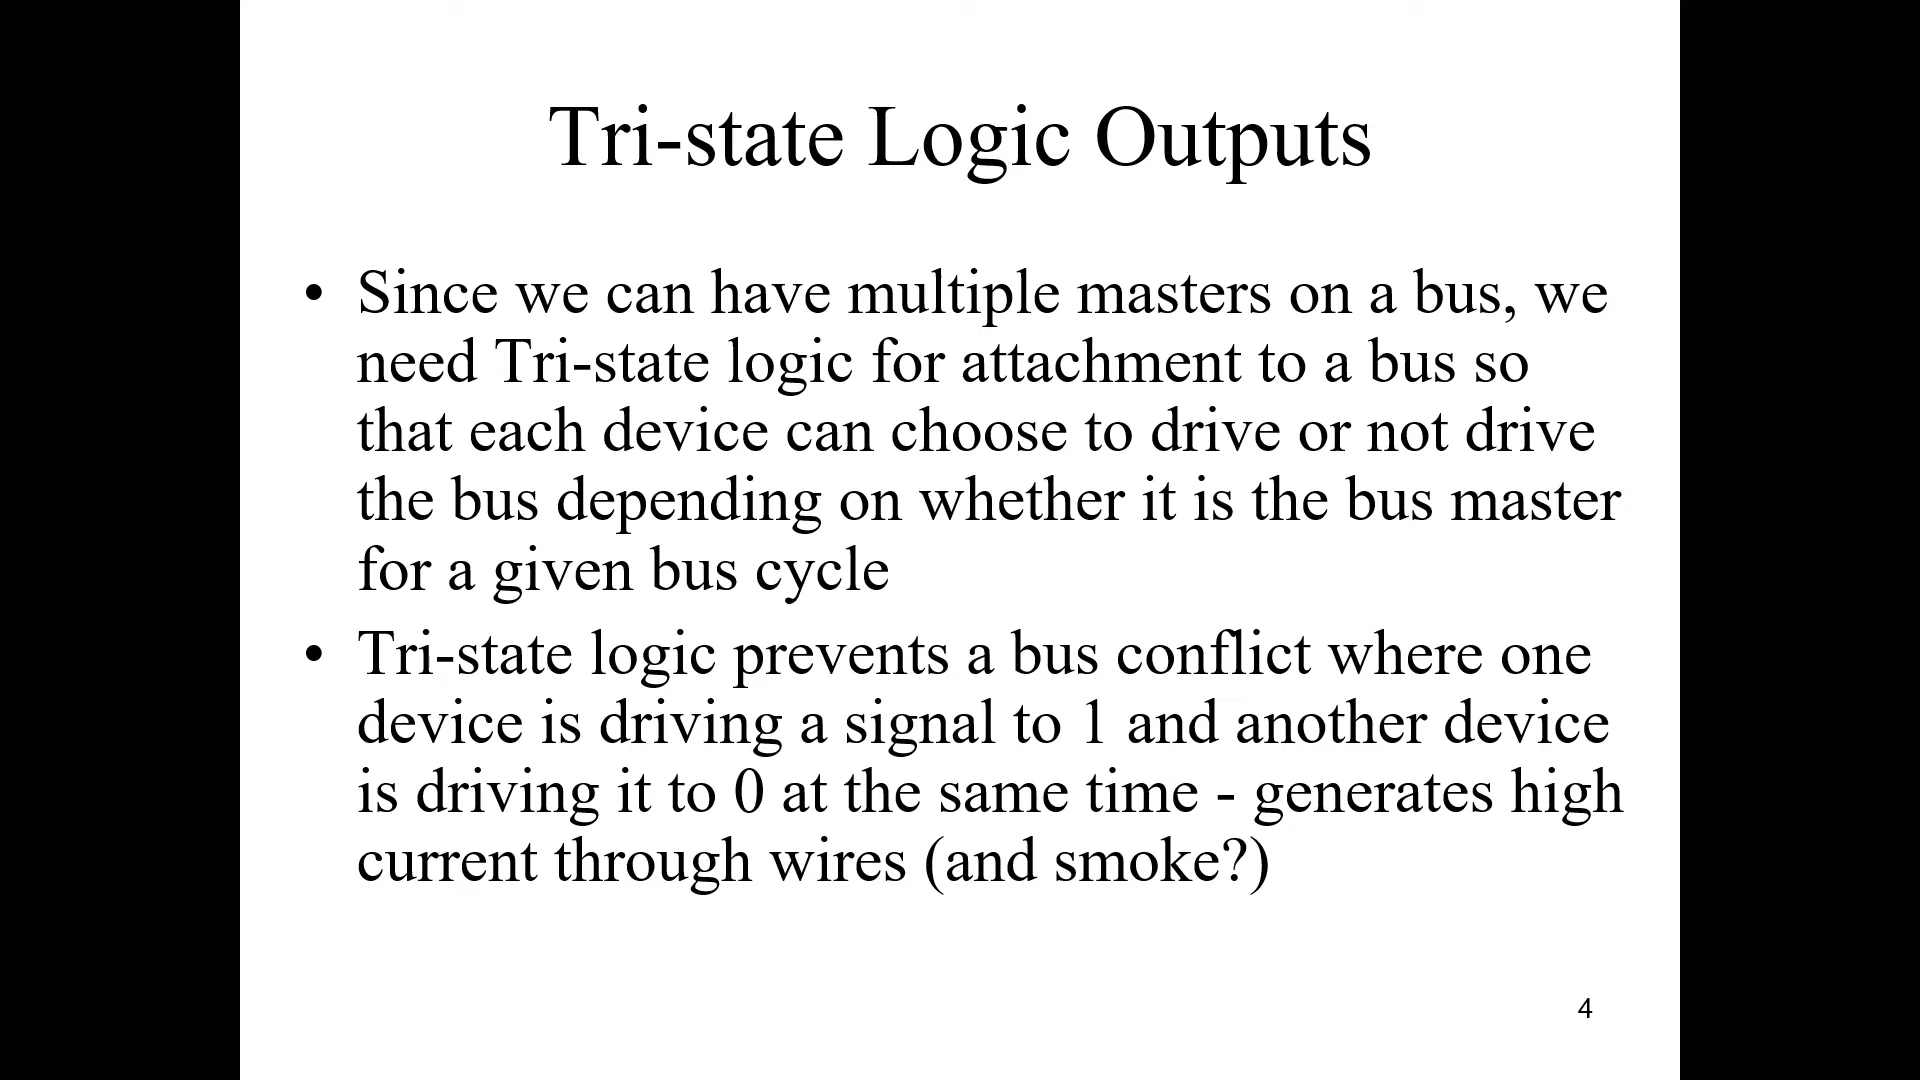 Tri-state Logic Outputs
• Since we can have multiple masters on a bus, we
need Tri-state logic for attachment to a bus so
that each device can choose to drive or not drive
the bus depending on whether it is the bus master
for a given bus cycle
• Tri-state logic prevents a bus conflict where one
device is driving a signal to 1 and another device
is driving it to 0 at the same time - generates high
current through wires (and smoke?)
4